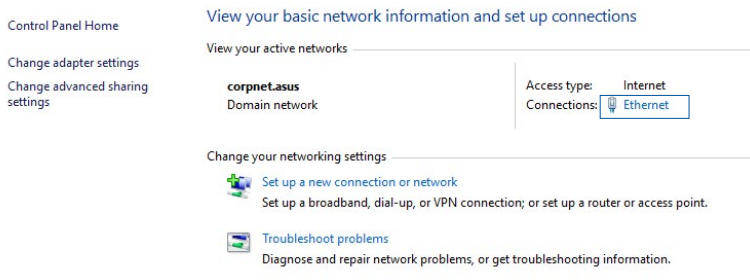 Control Panel Home
Change adapter settings
Change advanced sharing
settings
View your basic network information and set up connections
View your active networks
corpnet.asus
Domain network
Access type: Internet
Connections: Ethernet
Change your networking settings
Set up a new connection or network
Set up a broadband, dial-up, or VPN connection; or set up a router or access point.
Troubleshoot problems
Diagnose and repair network problems, or get troubleshooting information.